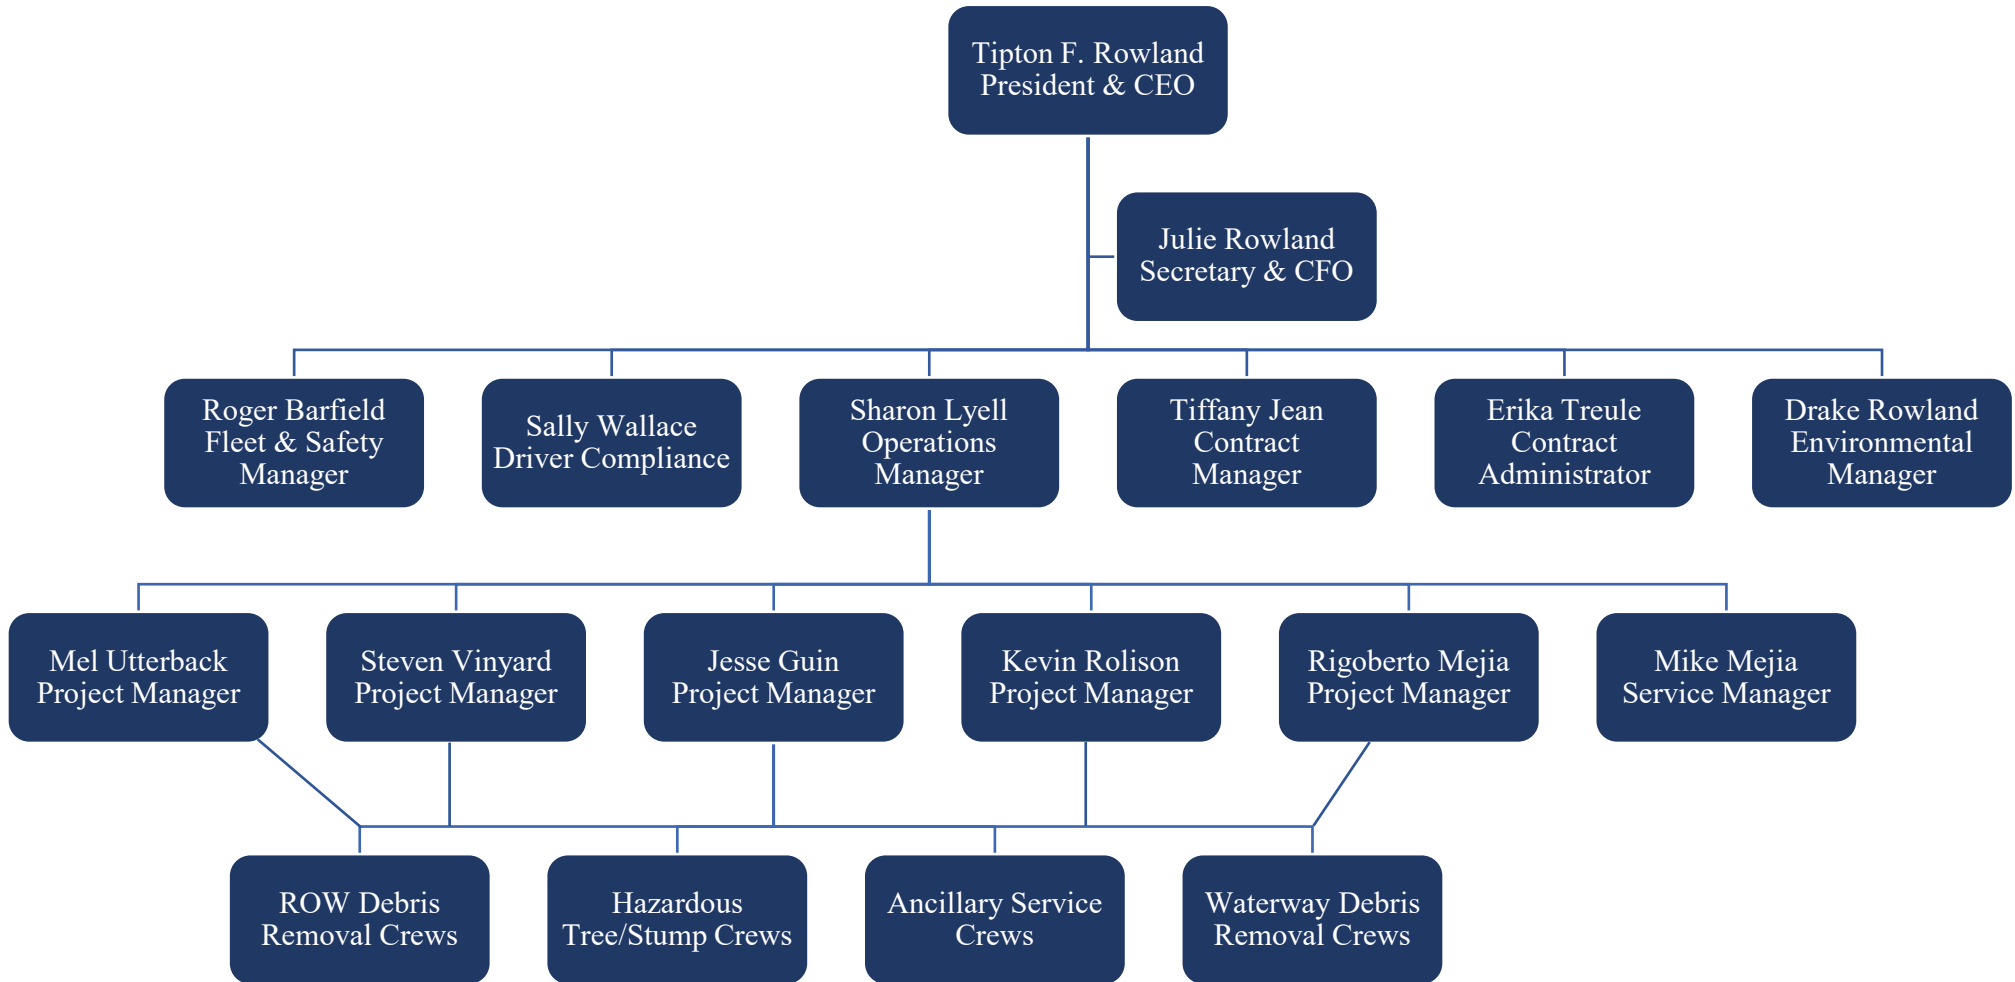 Tipton F. Rowland
President & CEO
Julie Rowland
Secretary & CFO
Roger Barfield
Fleet & Safety
Manager
Sally Wallace
Driver Compliance
Sharon Lyell
Operations
Manager
Tiffany Jean
Contract
Manager
Erika Treule
Contract
Administrator
Drake Rowland
Environmental
Manager
Mel Utterback
Project Manager
Steven Vinyard
Project Manager
Jesse Guin
Project Manager
Kevin Rolison
Project Manager
Rigoberto Mejia
Project Manager
Mike Mejia
Service Manager
ROW Debris
Removal Crews
Hazardous
Tree/Stump Crews
Ancillary Service
Crews
Waterway Debris
Removal Crews